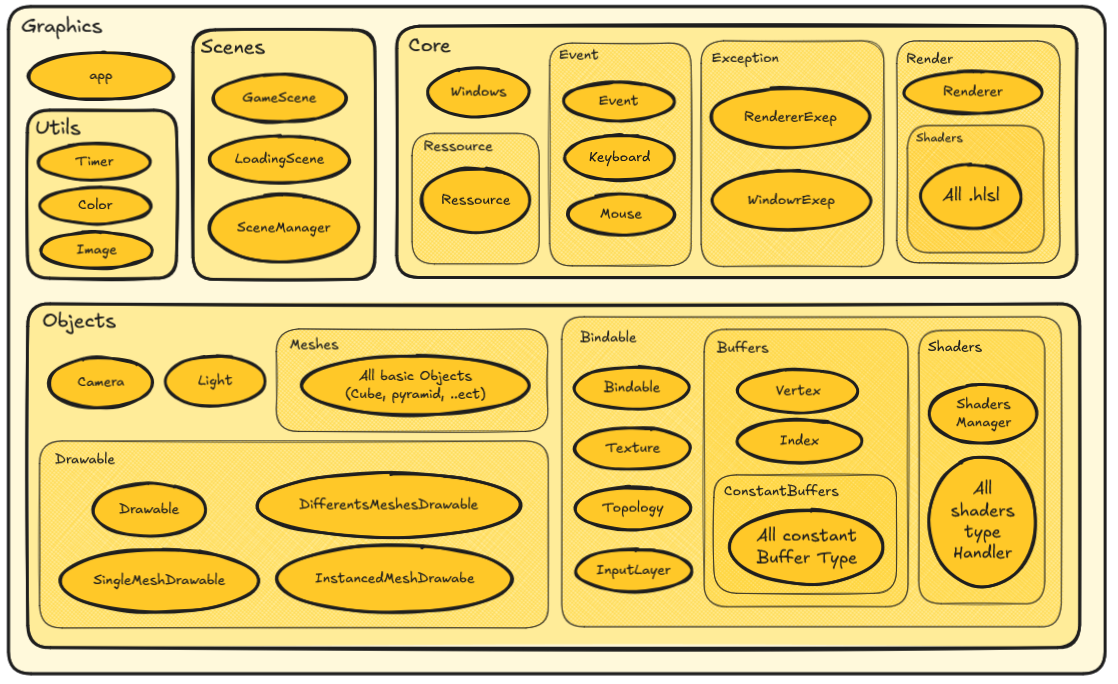 Graphics
app
Utils
Timer
Color
Image
Scenes
GameScene
LoadingScene
SceneManager
Core
Windows
Ressource
Ressource
Event
Event
Keyboard
Mouse
Exception
RendererExep
WindowrExep
Render
Renderer
Shaders
All .hlsl
Objects
Camera
Light
Meshes
All basic Objects
(Cube, pyramid, ..ect)
Drawable
Drawable
DifferentsMeshesDrawable
SingleMeshDrawable
InstancedMeshDrawabe
Bindable
Bindable
Texture
Topology
InputLayer
Buffers
Vertex
Index
ConstantBuffers
All constant
Buffer Type
Shaders
Shaders
Manager
All
shaders
type
Handler